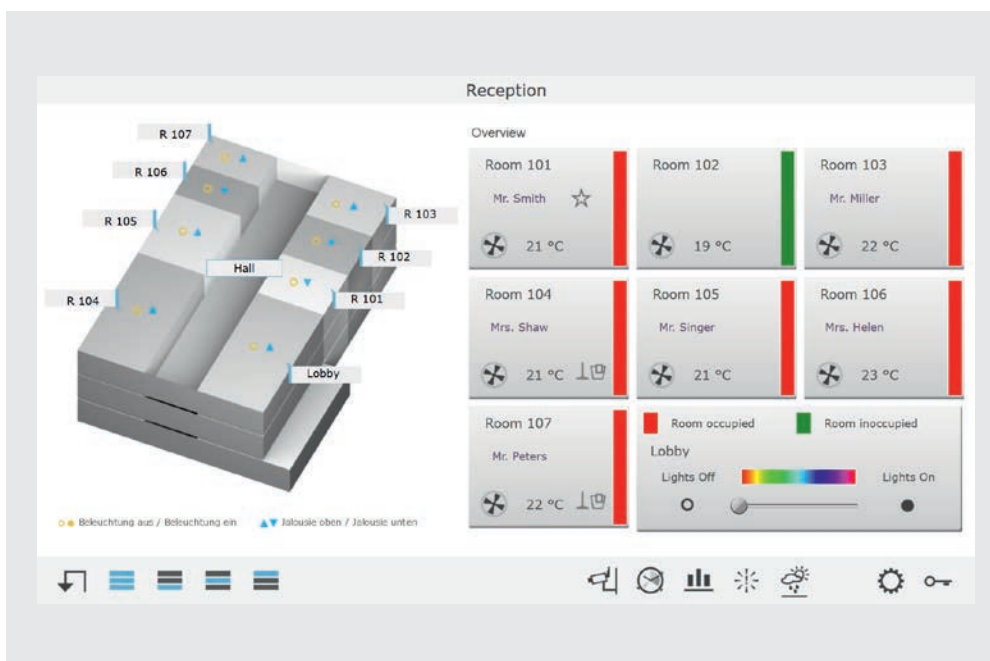 Reception
R 107
R 106
R 105
R 103
R 102
Hall
R 104
R 101
Lobby
Beleuchtung aus / Beleuchtung ein
Jalousie oben / Jalousie unten
Overview
Room 101
Mr. Smith
21 °C
Room 102
19 °C
Room 103
Mr. Miller
22 °C
Room 104
Mrs. Shaw
21 °C
Room 105
Mr. Singer
21 °C
Room 106
Mrs. Helen
23 °C
Room 107
Mr. Peters
22 °C
Room occupied
Room inoccupied
Lobby
Lights Off
Lights On